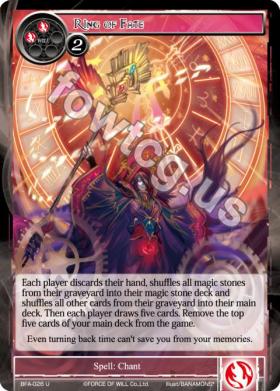 Ring of Fate
WILL
2
fowtcg.us
Each player discards their hand, shuffles all magic stones
from their graveyard into their magic stone deck and
shuffles all other cards from their graveyard into their main
deck. Then each player draws five cards. Remove the top
five cards of your main deck from the game.
Even turning back time can't save you from your memories.
Spell: Chant
BFA-026 U
©FORCE OF WILL Co.,Ltd. Illust/BANAMOVS*